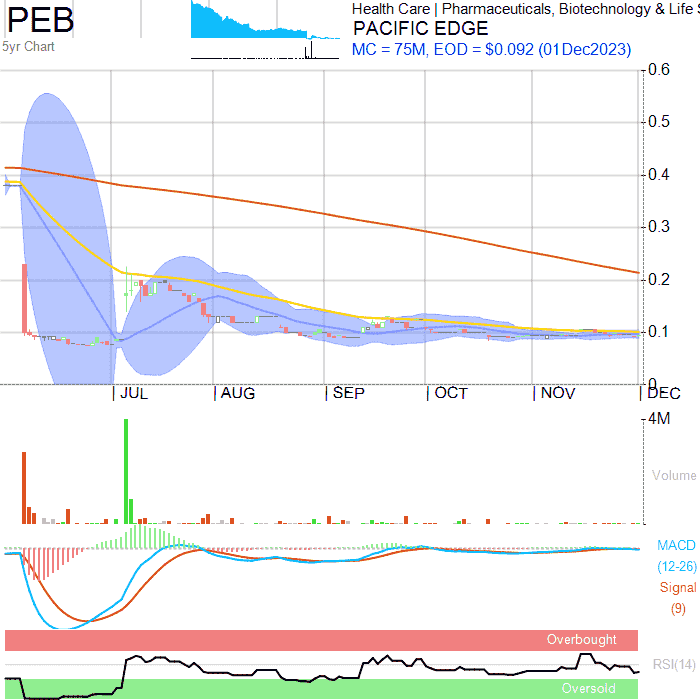 PEB
Health Care | Pharmaceuticals, Biotechnology & Life
PACIFIC EDGE
5yr Chart
MC = 75M, EOD = $0.092 (01Dec2023)
0.6
0.5
0.4
0.3
0.2
0.1
0
JUL AUG SEP OCT NOV DEC
4M
Volume
MACD
(12-26)
Signal
(9)
Overbought
RSI(14)
Oversold